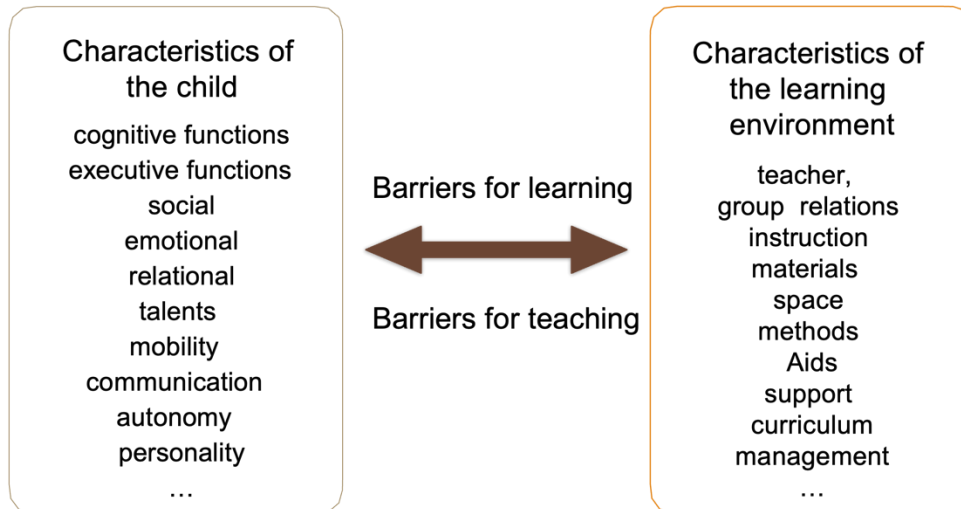 Characteristics of
the child
cognitive functions
executive functions
social
emotional
relational
talents
mobility
communication
autonomy
personality
...
Barriers for learning
Barriers for teaching
Characteristics of
the learning
environment
teacher,
group relations
instruction
materials
space
methods
Aids
support
curriculum
management
...